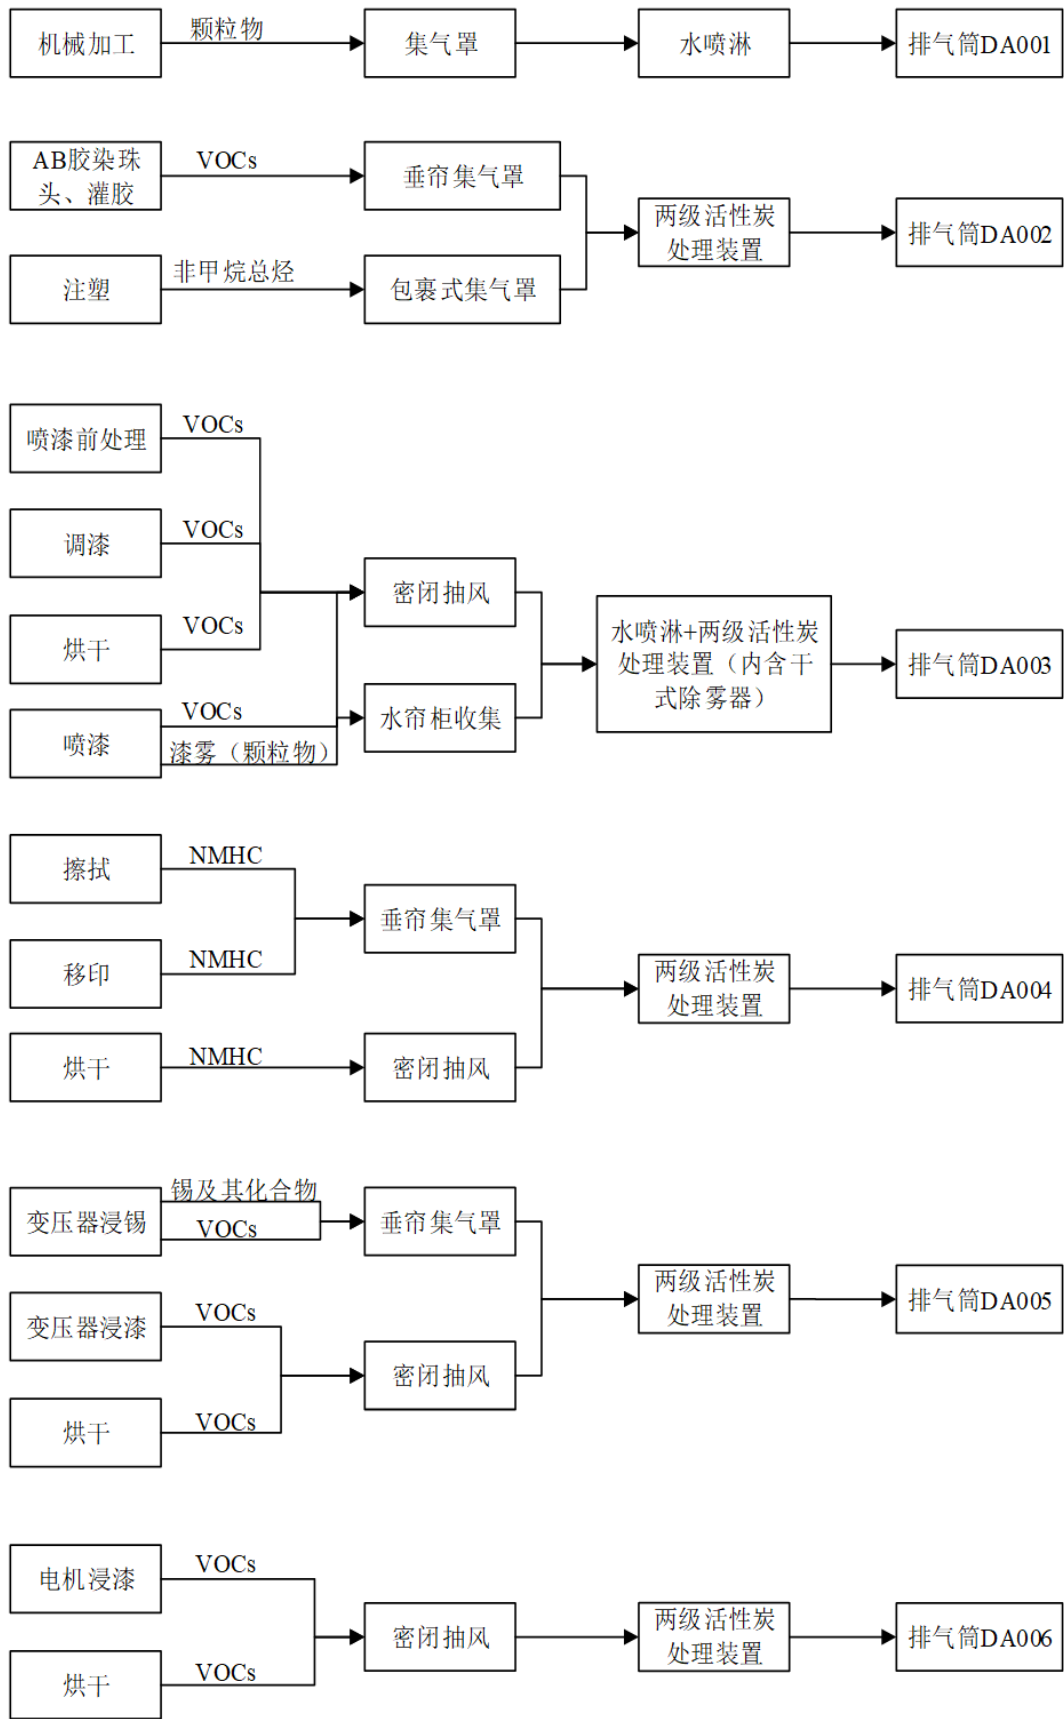 机械加工
颗粒物
集气罩
水喷淋
排气筒DA001
AB胶染珠
头、灌胶
VOCs
垂帘集气罩
注塑
非甲烷总烃
包裹式集气罩
两级活性炭
处理装置
排气筒DA002
喷漆前处理
VOCs
调漆
VOCs
烘干
VOCs
喷漆
VOCs
漆雾（颗粒物）
密闭抽风
水帘柜收集
水喷淋+两级活性炭
处理装置（内含干
式除雾器）
排气筒DA003
擦拭
NMHC
移印
NMHC
垂帘集气罩
烘干
NMHC
密闭抽风
两级活性炭
处理装置
排气筒DA004
变压器浸锡
锡及其化合物
VOCs
垂帘集气罩
变压器浸漆
VOCs
烘干
VOCs
密闭抽风
两级活性炭
处理装置
排气筒DA005
电机浸漆
VOCs
烘干
VOCs
密闭抽风
两级活性炭
处理装置
排气筒DA006